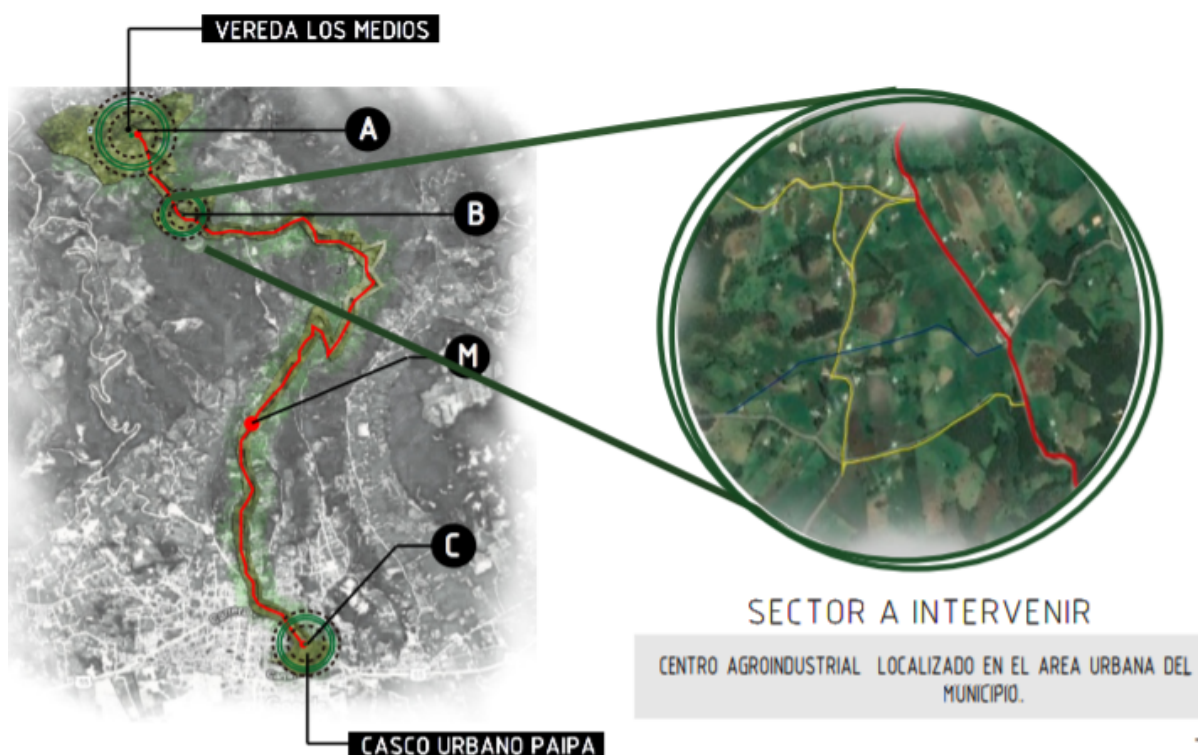 VEREDA LOS MEDIOS
A
B
M
C
CASCO URBANO PAIPA
SECTOR A INTERVENIR
CENTRO AGROINDUSTRIAL LOCALIZADO EN EL AREA URBANA DEL
MUNICIPIO.